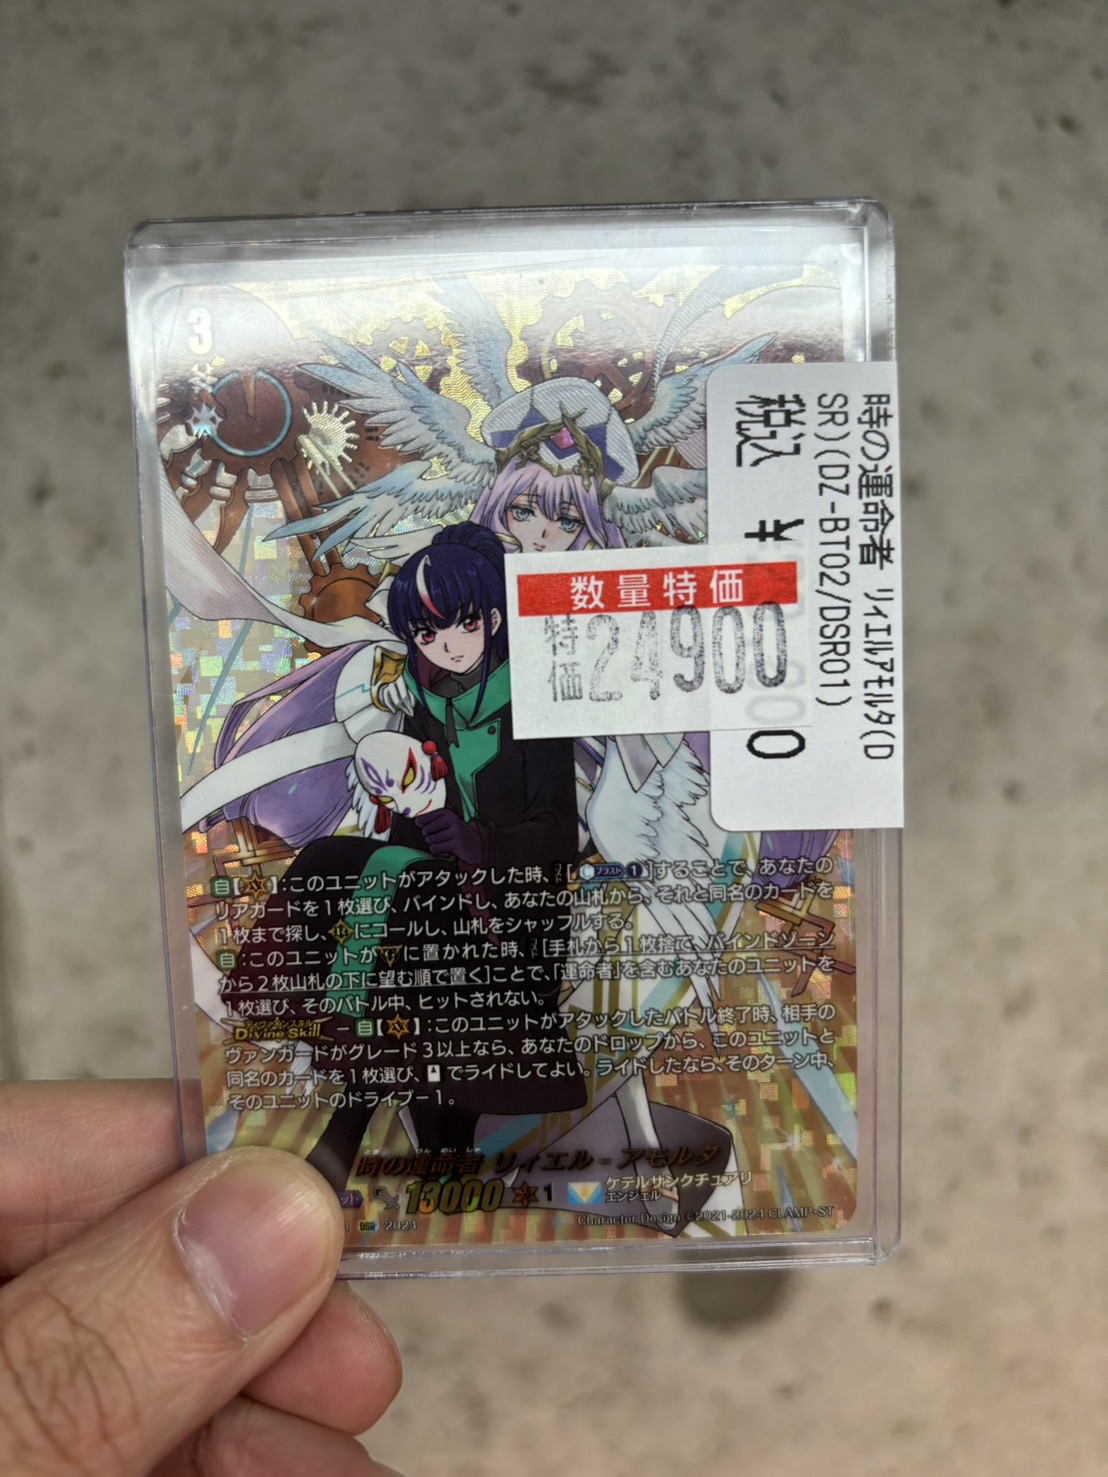 3
時の運命者 リィエルアモルタ(D
SR)(DZ-BT02/DSR01)
税込 ¥
数量特価
特価 24900
自【】:このユニットがアタックした時、[ブラスト1]することで、あなたの
リアガードを1枚選び、バインドし、あなたの山札から、それと同名のカードを
1枚まで探し、にコールし、山札をシャッフルする。
自:このユニットがに置かれた時、[手札から1枚捨て、バインドゾーン
から2枚山札の下に望む順で置く]ことで、「運命者」を含むあなたのユニットを
1枚選び、そのバトル中、ヒットされない。
Divine Skill – 自【】:このユニットがアタックしたバトル終了時、相手の
ヴァンガードがグレード3以上なら、あなたのドロップから、このユニットと
同名のカードを1枚選び、でライドしてよい。ライドしたなら、そのターン中、
そのユニットのドライブ－1。
時の運命者 リィエル＝アモルタ
13000 1 ケテルサンクチュアリ
エンジェル
DSR 2024 Character Design ©2021-2024 CLAMP・ST